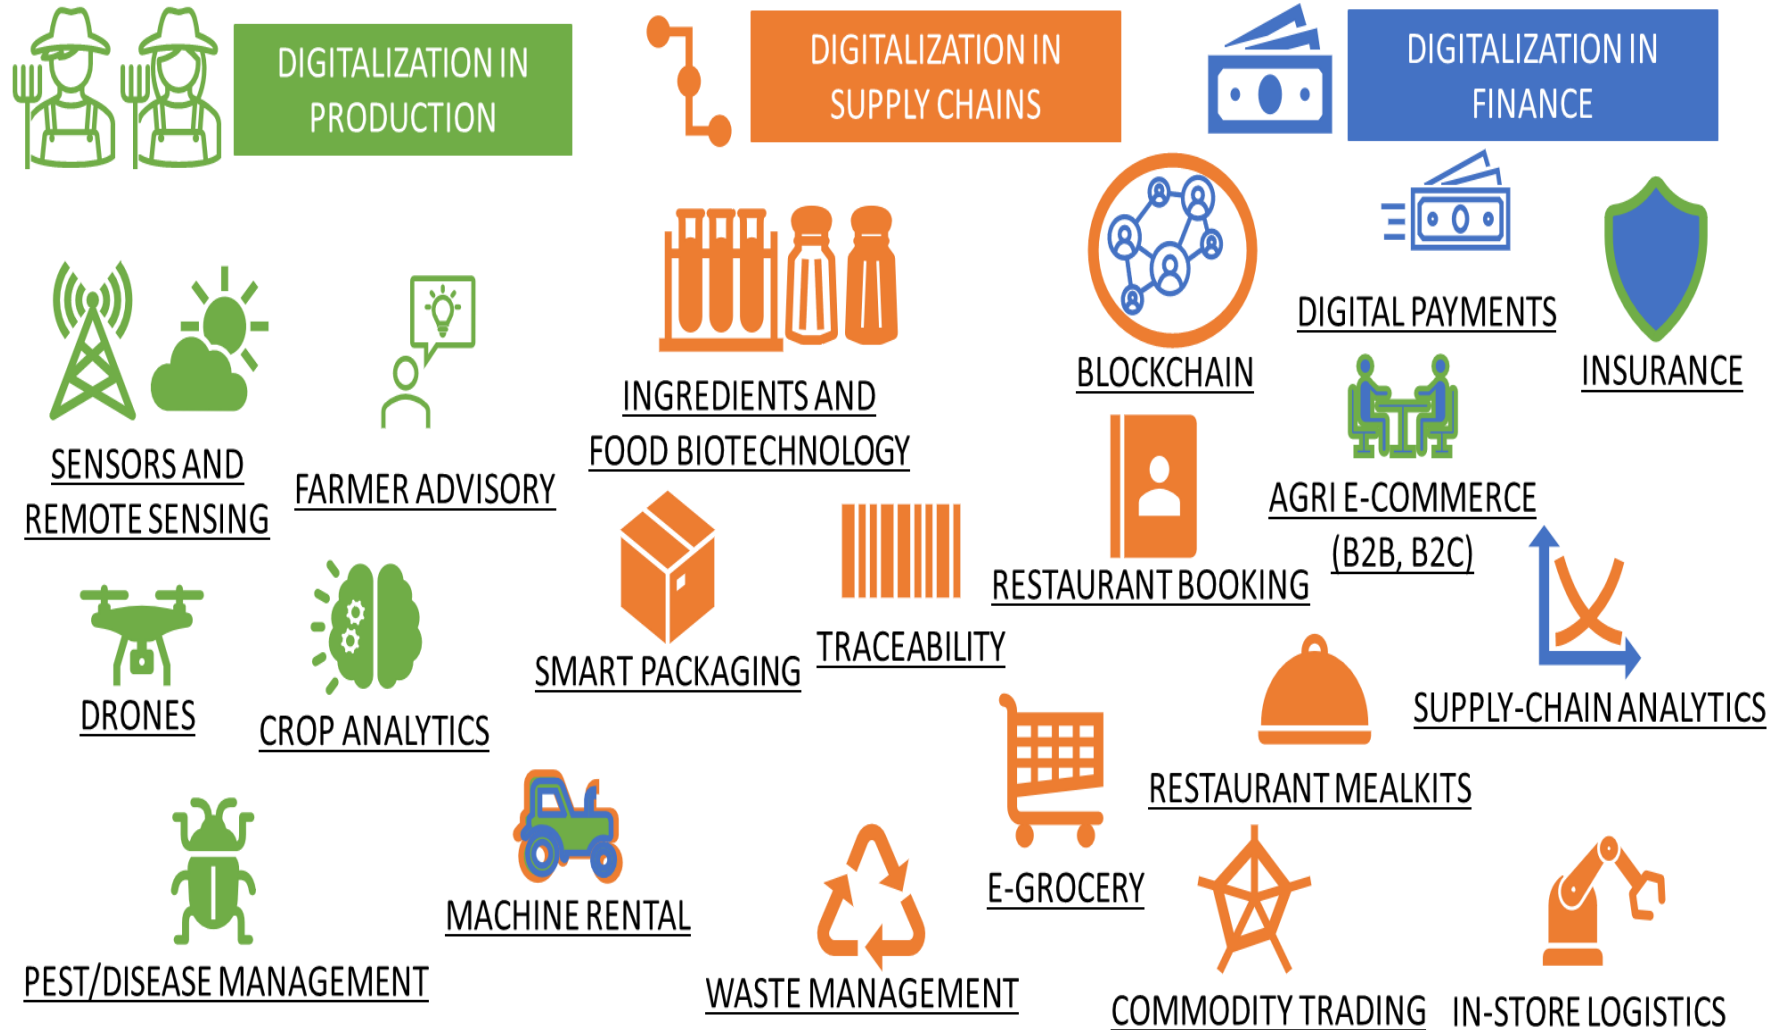 DIGITALIZATION IN
PRODUCTION
DIGITALIZATION IN
SUPPLY CHAINS
DIGITALIZATION IN
FINANCE
SENSORS AND
REMOTE SENSING
FARMER ADVISORY
INGREDIENTS AND
FOOD BIOTECHNOLOGY
BLOCKCHAIN
DIGITAL PAYMENTS
INSURANCE
AGRI E-COMMERCE
(B2B, B2C)
RESTAURANT BOOKING
DRONES
CROP ANALYTICS
SMART PACKAGING
TRACEABILITY
SUPPLY-CHAIN ANALYTICS
RESTAURANT MEALKITS
PEST/DISEASE MANAGEMENT
MACHINE RENTAL
E-GROCERY
WASTE MANAGEMENT
COMMODITY TRADING
IN-STORE LOGISTICS